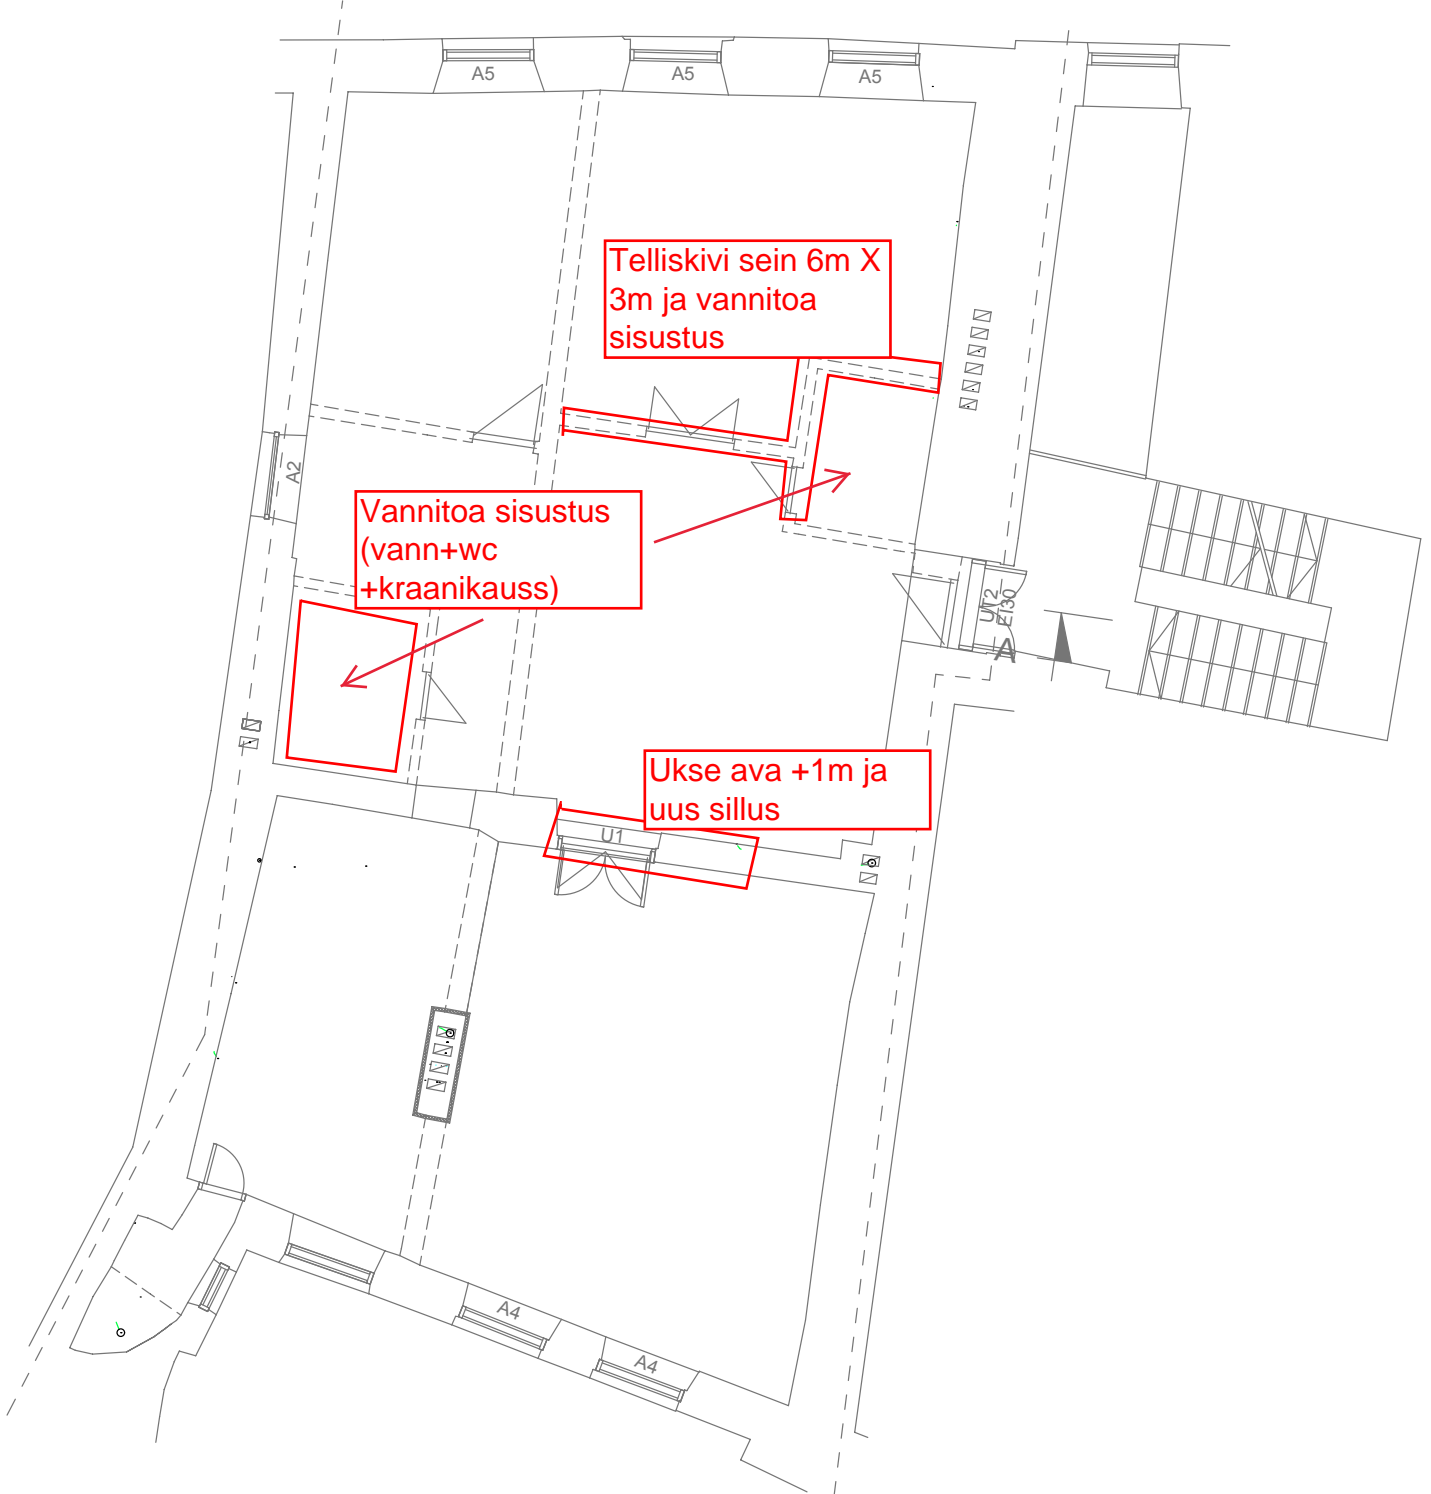 A5
A5
A5
Telliskivi sein 6m X
3m ja vannitoa
sisustus
A2
Vannitoa sisustus
(vann+wc
+kraanikauss)
UT2
EI30
A
Ukse ava +1m ja
uus sillus
U1
A4
A4